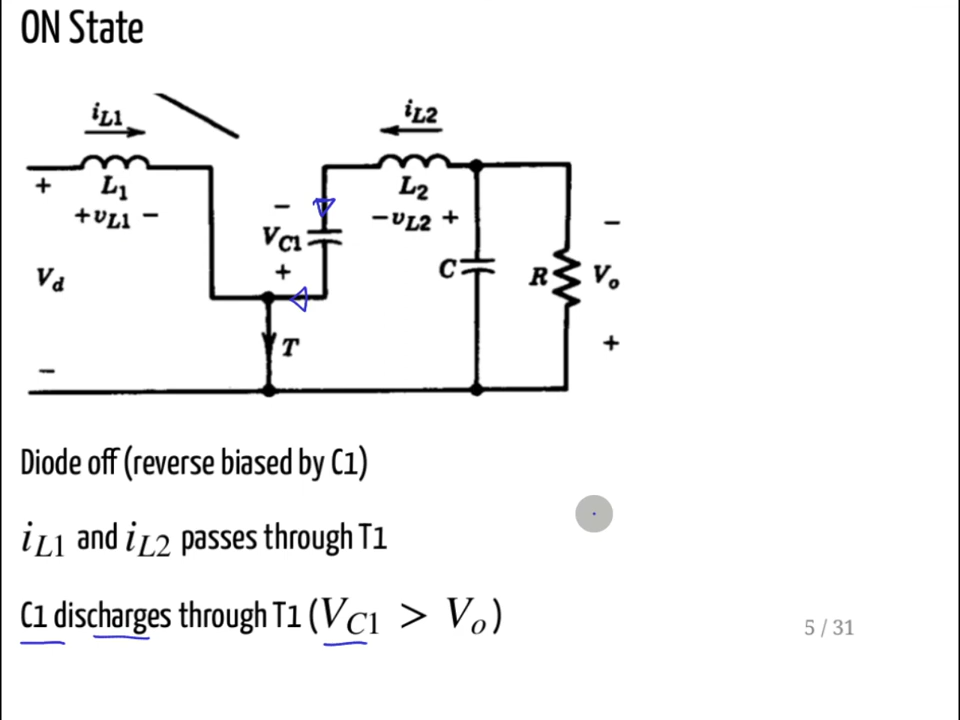 ON State
iL1
iL2
+ L1 L2
+vL1 − − −vL2 + −
VC1
Vd + C R Vo
T +
−
Diode off (reverse biased by C1)
iL1 and iL2 passes through T1
C1 discharges through T1 (VC1 > Vo)
5 / 31